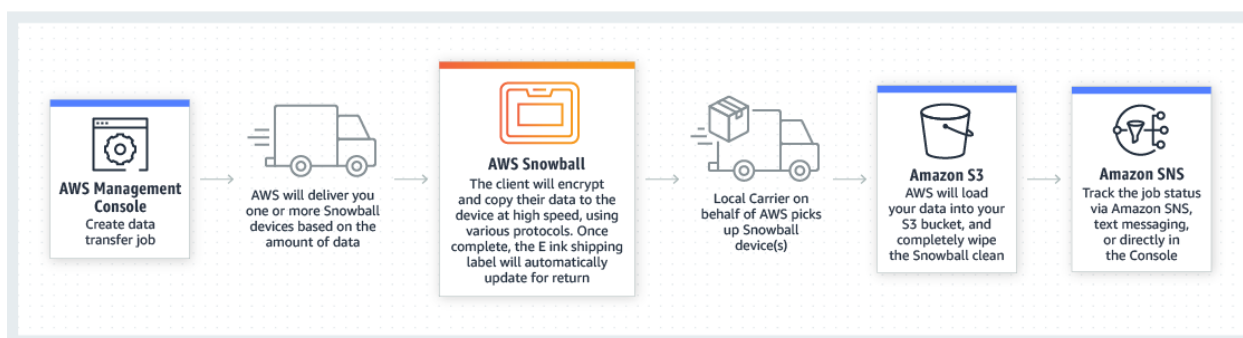 AWS Management
Console
Create data
transfer job
AWS will deliver you
one or more Snowball
devices based on the
amount of data
AWS Snowball
The client will encrypt
and copy their data to the
device at high speed, using
various protocols. Once
complete, the E ink shipping
label will automatically
update for return
Local Carrier on
behalf of AWS picks
up Snowball
device(s)
Amazon S3
AWS will load
your data into your
S3 bucket, and
completely wipe
the Snowball clean
Amazon SNS
Track the job status
via Amazon SNS,
text messaging,
or directly in
the Console